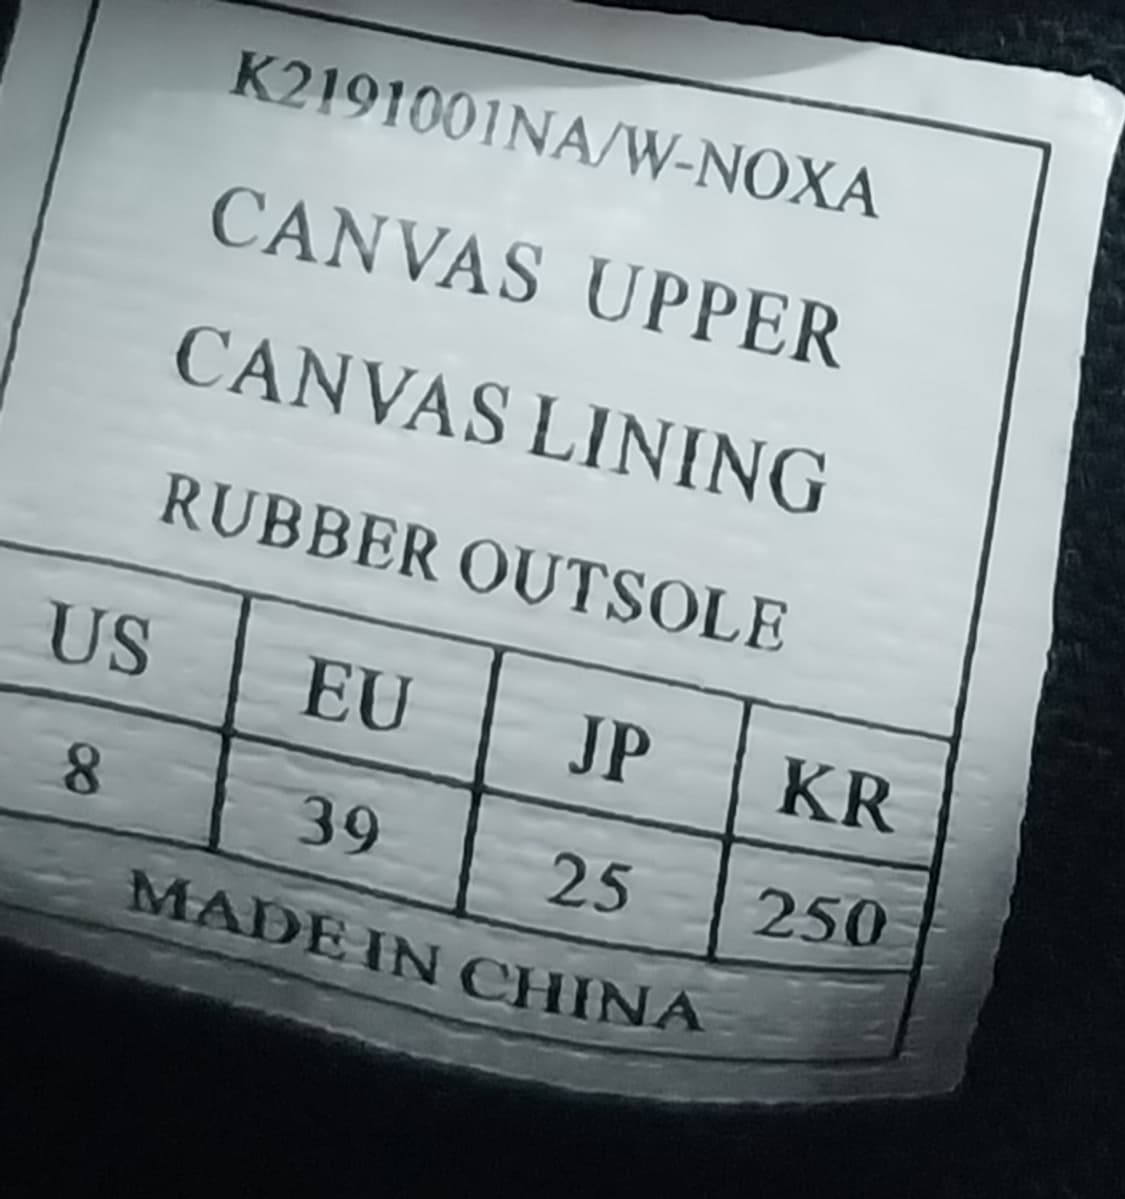 K2191001NA/W-NOXA
CANVAS UPPER
CANVAS LINING
RUBBER OUTSOLE
US EU JP KR
8 39 25 250
MADE IN CHINA